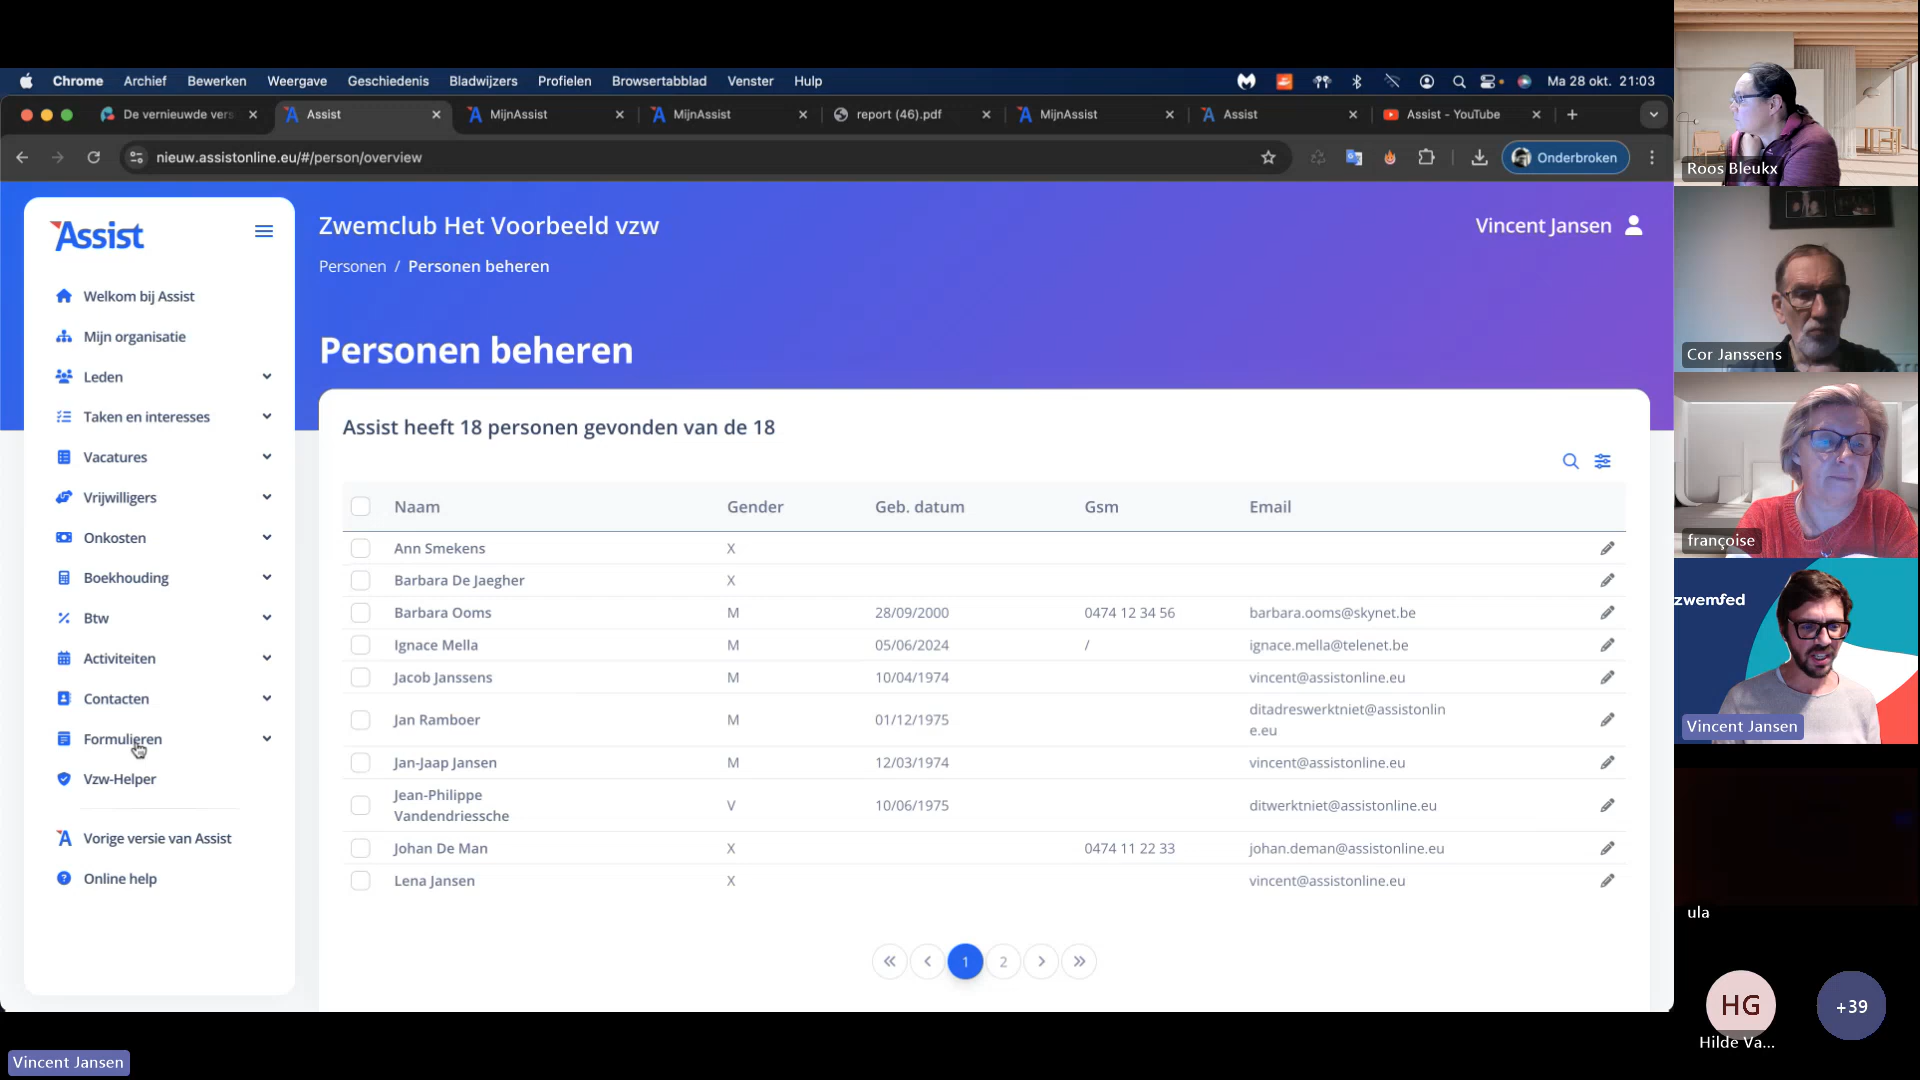 Chrome Archief Bewerken Weergave Geschiedenis Bladwijzers Profielen Browsertabblad Venster Hulp Ma 28 okt. 21:03
De vernieuwde vers Assist MijnAssist MijnAssist report (46).pdf MijnAssist Assist Assist - YouTube
nieuw.assistonline.eu/#/person/overview Onderbroken
Assist
Welkom bij Assist
Mijn organisatie
Leden
Taken en interesses
Vacatures
Vrijwilligers
Onkosten
Boekhouding
Btw
Activiteiten
Contacten
Formulieren
Vzw-Helper
Vorige versie van Assist
Online help
Zwemclub Het Voorbeeld vzw
Vincent Jansen
Personen / Personen beheren
Personen beheren
Assist heeft 18 personen gevonden van de 18
Naam Gender Geb. datum Gsm Email
Ann Smekens X
Barbara De Jaegher X
Barbara Ooms M 28/09/2000 0474 12 34 56 barbara.ooms@skynet.be
Ignace Mella M 05/06/2024 / ignace.mella@telenet.be
Jacob Janssens M 10/04/1974 vincent@assistonline.eu
Jan Ramboer M 01/12/1975 ditadreswerktniet@assistonlin
e.eu
Jan-Jaap Jansen M 12/03/1974 vincent@assistonline.eu
Jean-Philippe
Vandendriessche V 10/06/1975 ditwerktniet@assistonline.eu
Johan De Man X 0474 11 22 33 johan.deman@assistonline.eu
Lena Jansen X vincent@assistonline.eu
« ‹ 1 2 › »
Roos Bleukx
Cor Janssens
françoise
zwemfed
Vincent Jansen
ula
HG
+39
Hilde Va...
Vincent Jansen